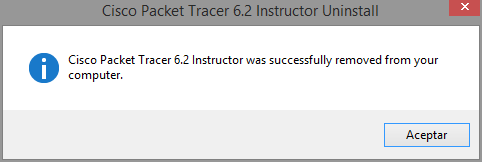 Cisco Packet Tracer 6.2 Instructor Uninstall
Cisco Packet Tracer 6.2 Instructor was successfully removed from your
computer.
Aceptar